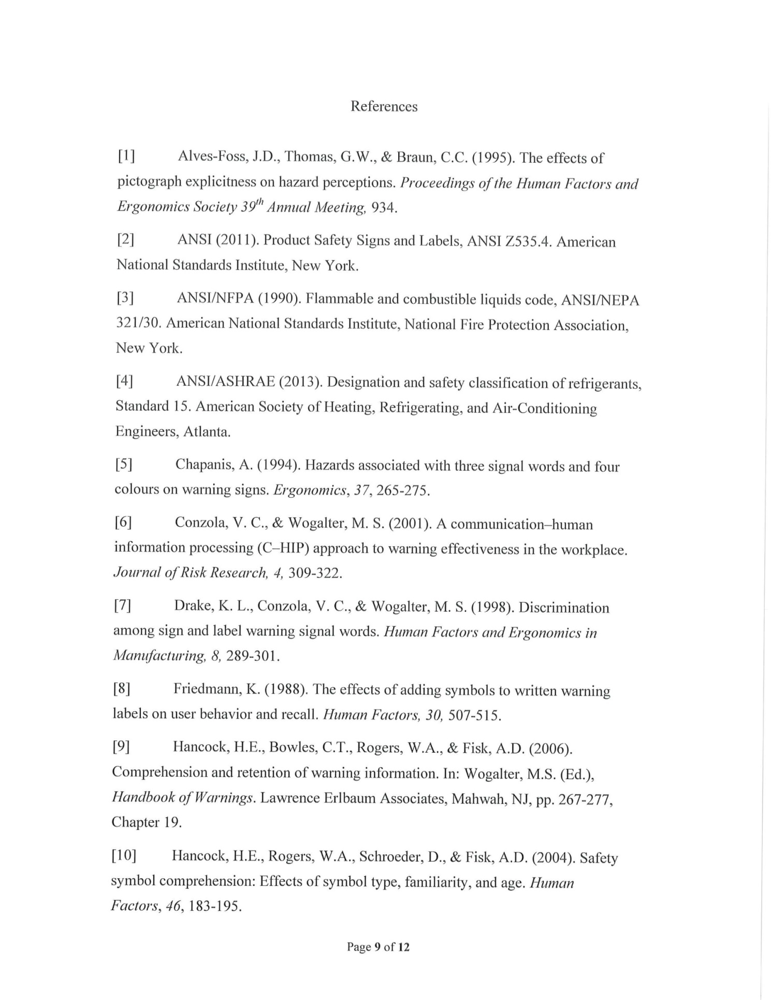 References
[1] Alves-Foss, J.D., Thomas, G.W., & Braun, C.C. (1995). The effects of
pictograph explicitness on hazard perceptions. Proceedings of the Human Factors and
Ergonomics Society 39th Annual Meeting, 934.
[2] ANSI (2011). Product Safety Signs and Labels, ANSI Z535.4. American
National Standards Institute, New York.
[3] ANSI/NFPA (1990). Flammable and combustible liquids code, ANSI/NEPA
321/30. American National Standards Institute, National Fire Protection Association,
New York.
[4] ANSI/ASHRAE (2013). Designation and safety classification of refrigerants,
Standard 15. American Society of Heating, Refrigerating, and Air-Conditioning
Engineers, Atlanta.
[5] Chapanis, A. (1994). Hazards associated with three signal words and four
colours on warning signs. Ergonomics, 37, 265-275.
[6] Conzola, V. C., & Wogalter, M. S. (2001). A communication–human
information processing (C–HIP) approach to warning effectiveness in the workplace.
Journal of Risk Research, 4, 309-322.
[7] Drake, K. L., Conzola, V. C., & Wogalter, M. S. (1998). Discrimination
among sign and label warning signal words. Human Factors and Ergonomics in
Manufacturing, 8, 289-301.
[8] Friedmann, K. (1988). The effects of adding symbols to written warning
labels on user behavior and recall. Human Factors, 30, 507-515.
[9] Hancock, H.E., Bowles, C.T., Rogers, W.A., & Fisk, A.D. (2006).
Comprehension and retention of warning information. In: Wogalter, M.S. (Ed.),
Handbook of Warnings. Lawrence Erlbaum Associates, Mahwah, NJ, pp. 267-277,
Chapter 19.
[10] Hancock, H.E., Rogers, W.A., Schroeder, D., & Fisk, A.D. (2004). Safety
symbol comprehension: Effects of symbol type, familiarity, and age. Human
Factors, 46, 183-195.
Page 9 of 12